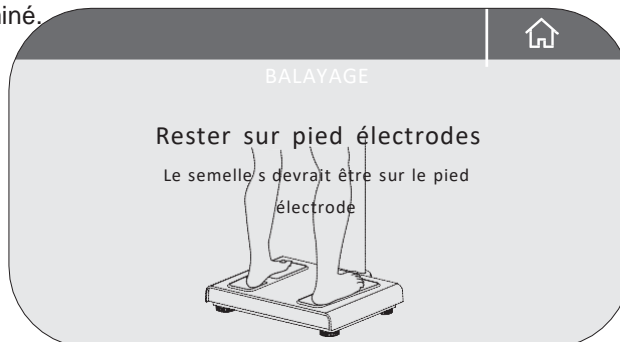 iné.
BALAYAGE
Rester sur pied électrodes
Le semelle s devrait être sur le pied
électrode